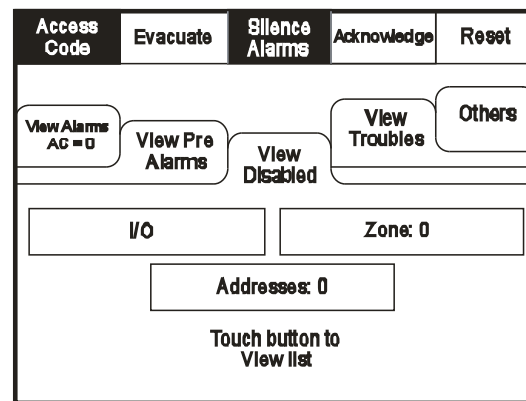 Access
Code
Evacuate
Silence
Alarms
Acknowledge
Reset
View Alarms
AC = 0
View Pre
Alarms
View
Disabled
View
Troubles
Others
I/O
Zone: 0
Addresses: 0
Touch button to
View list